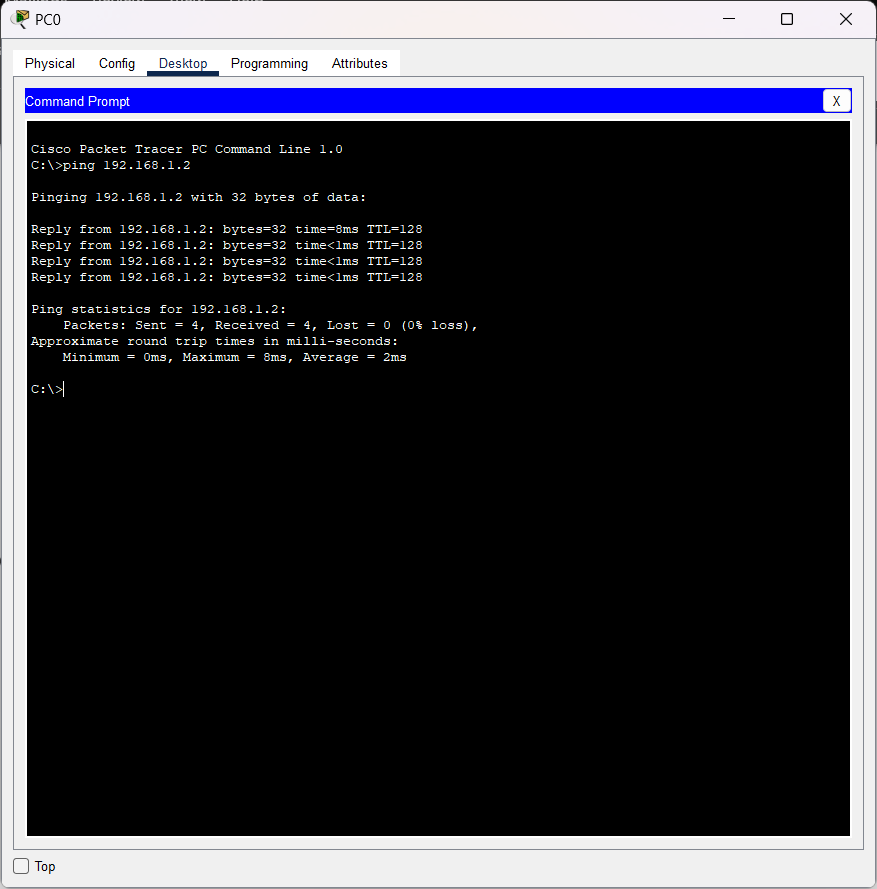 PC0
Physical Config Desktop Programming Attributes
Command Prompt X
Cisco Packet Tracer PC Command Line 1.0
C:\>ping 192.168.1.2
Pinging 192.168.1.2 with 32 bytes of data:
Reply from 192.168.1.2: bytes=32 time=8ms TTL=128
Reply from 192.168.1.2: bytes=32 time<1ms TTL=128
Reply from 192.168.1.2: bytes=32 time<1ms TTL=128
Reply from 192.168.1.2: bytes=32 time<1ms TTL=128
Ping statistics for 192.168.1.2:
Packets: Sent = 4, Received = 4, Lost = 0 (0% loss),
Approximate round trip times in milli-seconds:
Minimum = 0ms, Maximum = 8ms, Average = 2ms
C:\>
Top